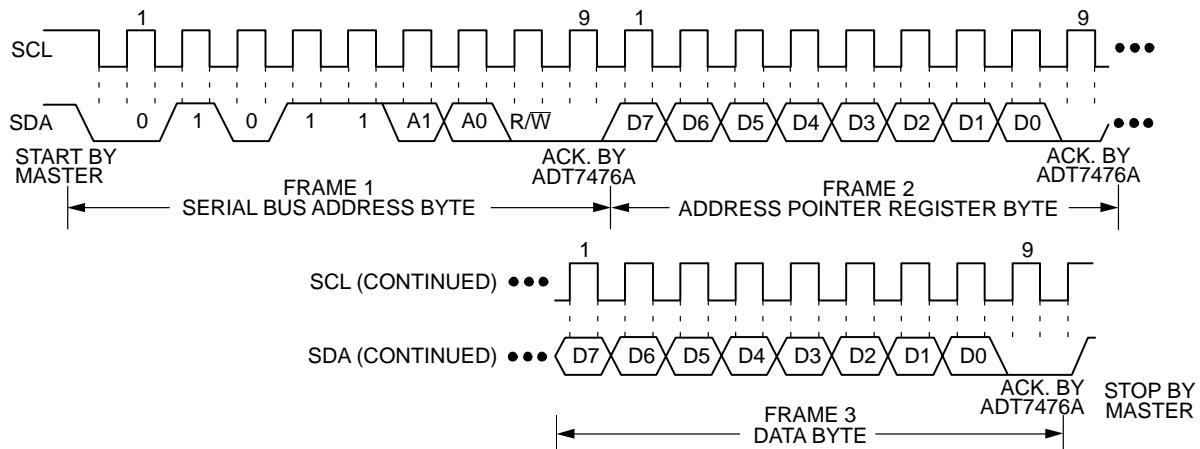 1 9 1 9
SCL
SDA 0 1 0 1 1 A1 A0 R/W̅ D7 D6 D5 D4 D3 D2 D1 D0
START BY
MASTER
ACK. BY
ADT7476A
ACK. BY
ADT7476A
FRAME 1
SERIAL BUS ADDRESS BYTE
FRAME 2
ADDRESS POINTER REGISTER BYTE
1 9
SCL (CONTINUED)
SDA (CONTINUED) D7 D6 D5 D4 D3 D2 D1 D0
ACK. BY
ADT7476A
STOP BY
MASTER
FRAME 3
DATA BYTE